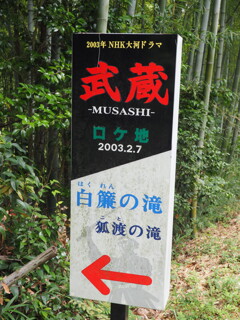 2003年NHK大河ドラマ
武蔵
-MUSASHI-
ロケ地
2003.2.7
はくれん
白簾の滝
こと
狐渡の滝